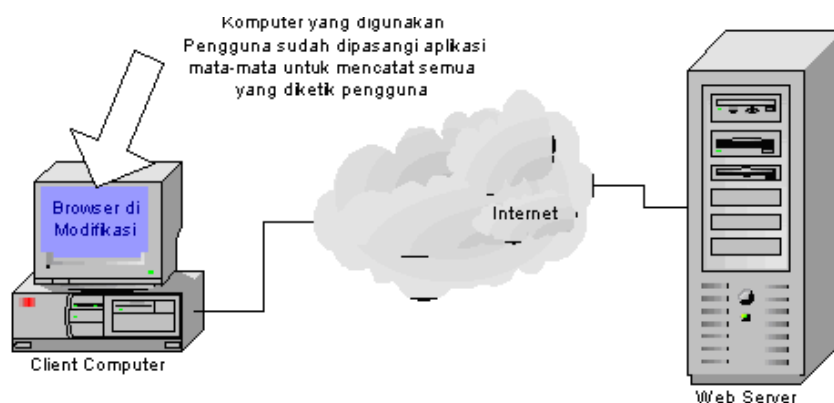 Komputer yang digunakan
Pengguna sudah dipasangi aplikasi
mata-mata untuk mencatat semua
yang diketik pengguna
Browser di
Modifikasi
Internet
Client Computer
Web Server